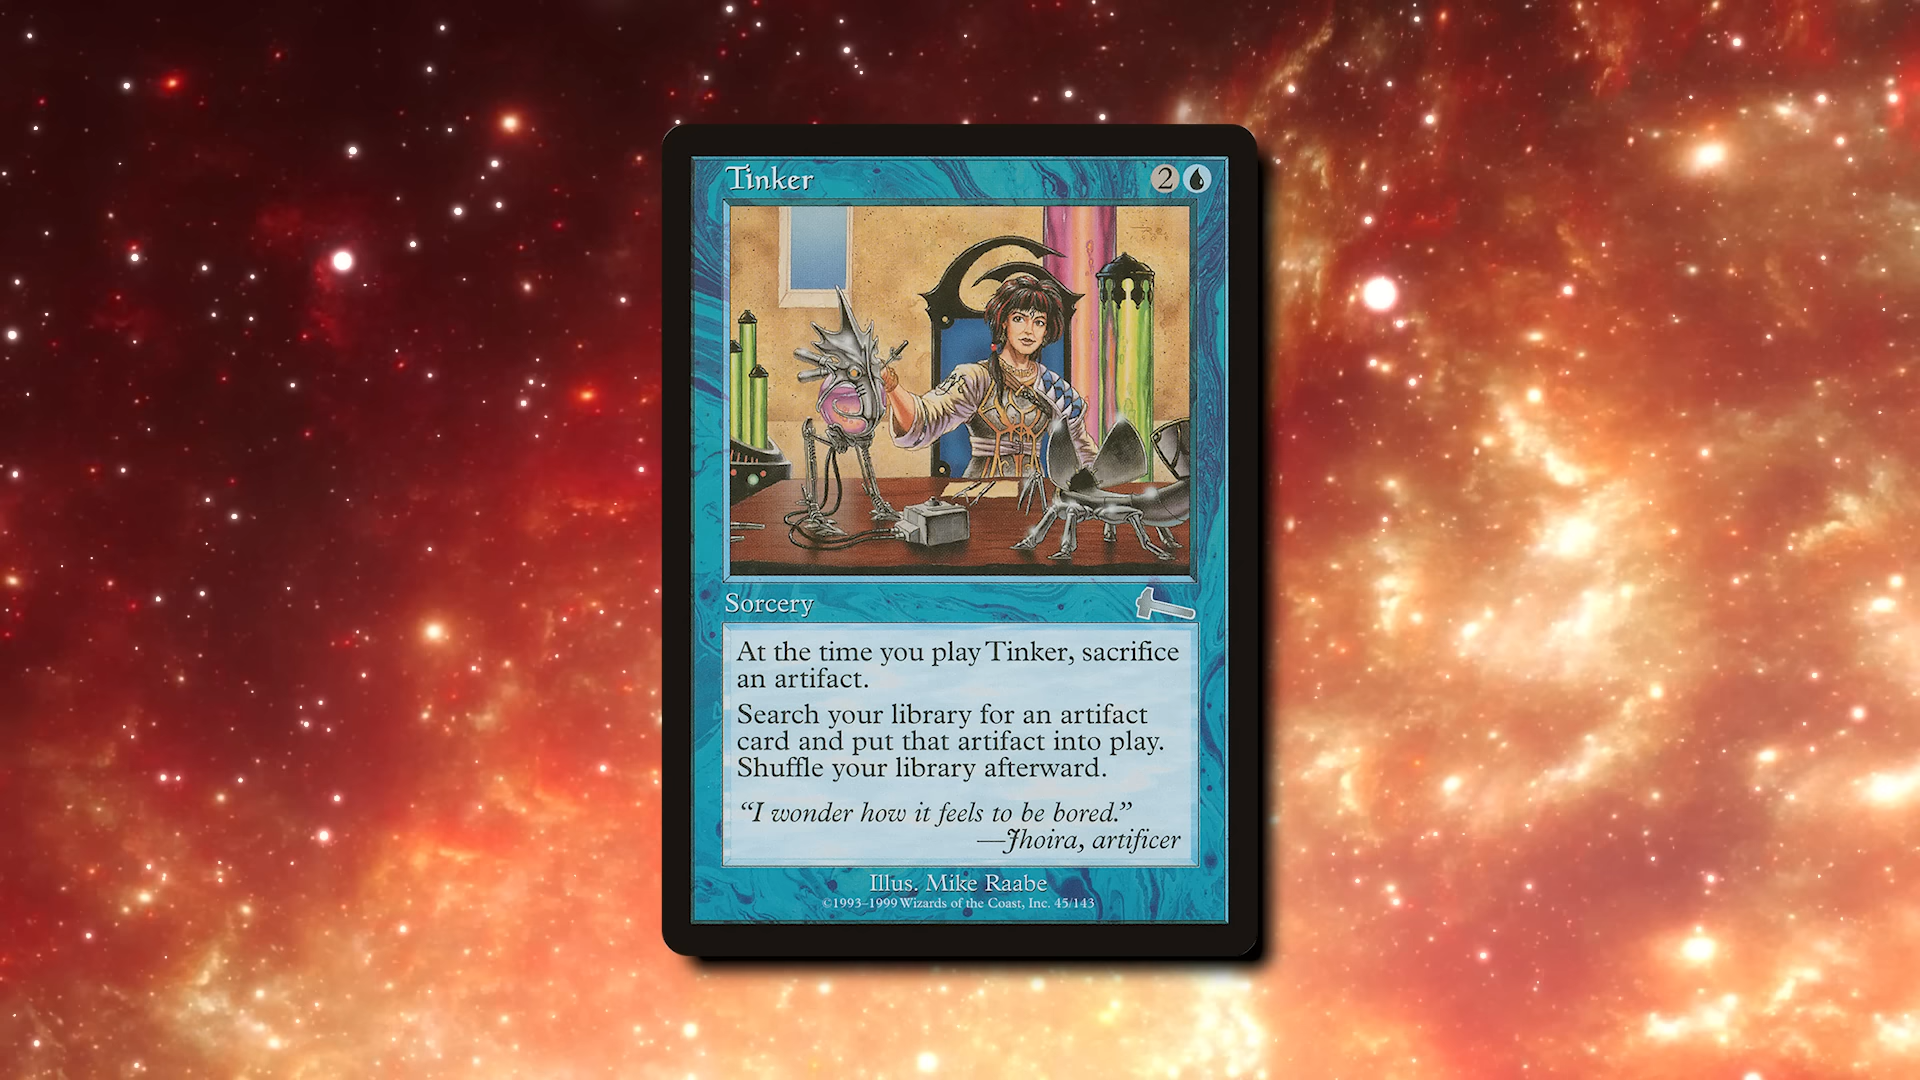 Tinker 2
Sorcery
At the time you play Tinker, sacrifice
an artifact.
Search your library for an artifact
card and put that artifact into play.
Shuffle your library afterward.
“I wonder how it feels to be bored.”
—Jhoira, artificer
Illus. Mike Raabe
©1993–1999 Wizards of the Coast, Inc. 45/143